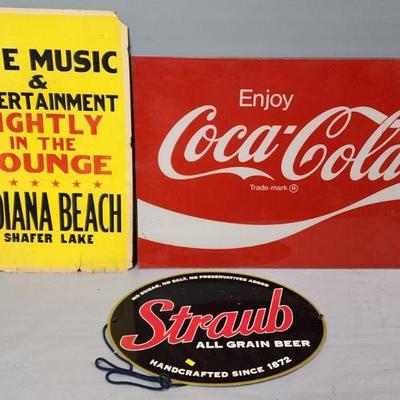 E MUSIC
&
ERTAINMENT
IGHTLY
IN THE
OUNGE
DIANA BEACH
SHAFER LAKE
Enjoy
Coca-Cola
Trade-mark ®
NO SUGAR, NO SALT, NO PRESERVATIVES ADDED
Straub
ALL GRAIN BEER
HANDCRAFTED SINCE 1872